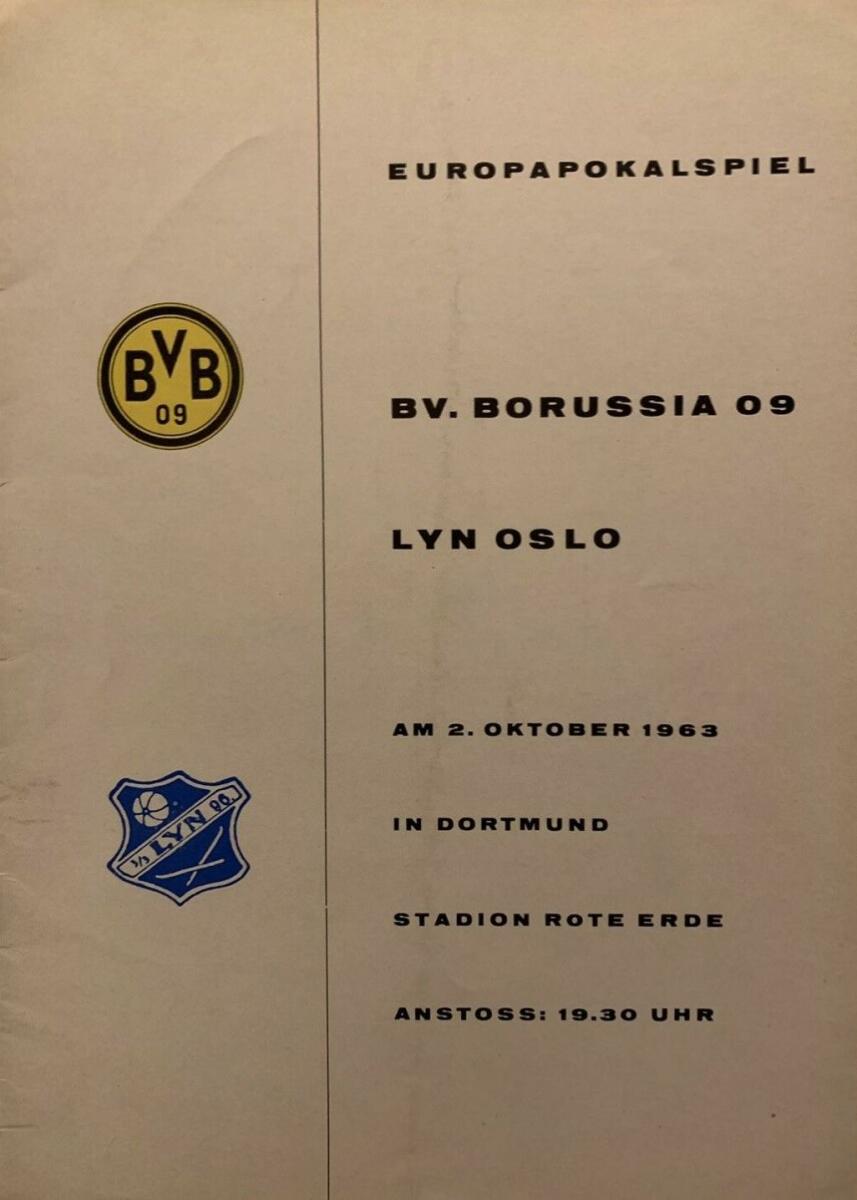 EUROPAPOKALSPIEL
BVB
09
BV. BORUSSIA 09
LYN OSLO
AM 2. OKTOBER 1963
LYN 96.
IN DORTMUND
STADION ROTE ERDE
ANSTOSS: 19.30 UHR